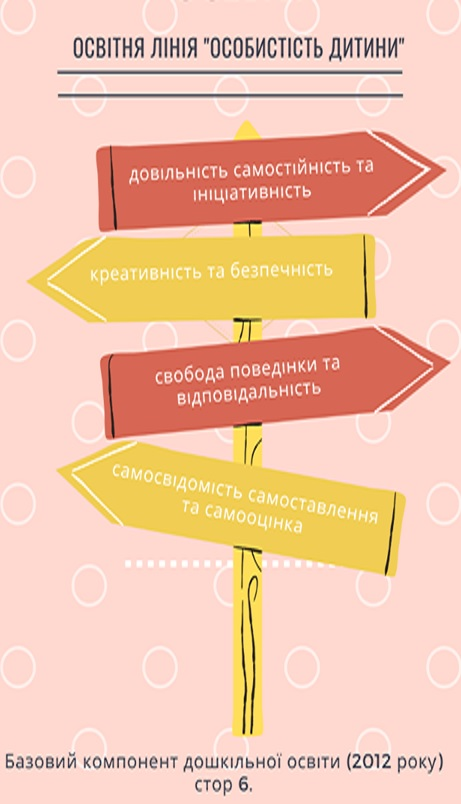 ОСВІТНЯ ЛІНІЯ "ОСОБИСТІСТЬ ДИТИНИ"
довільність самостійність та
ініціативність
креативність та безпечність
свобода поведінки та
відповідальність
самосвідомість самоставлення
та самооцінка
Базовий компонент дошкільної освіти (2012 року)
стор 6.